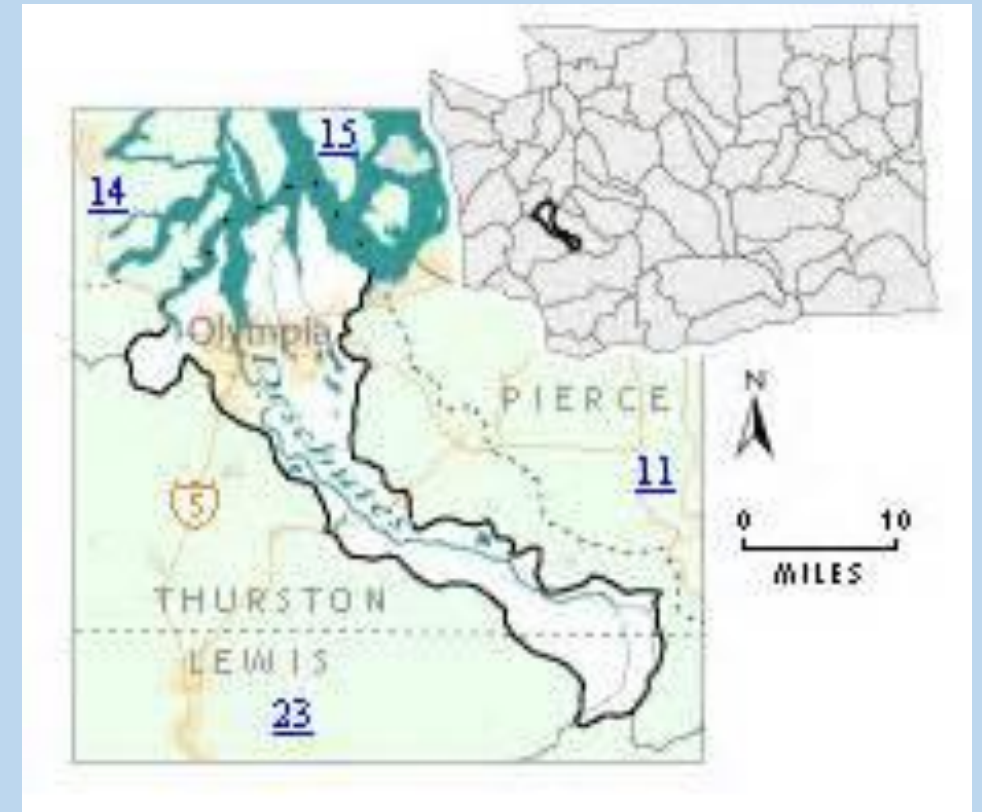 15
14
Olympia
Deschutes
PIERCE
N
11
5
0 10
MILES
THURSTON
LEWIS
23